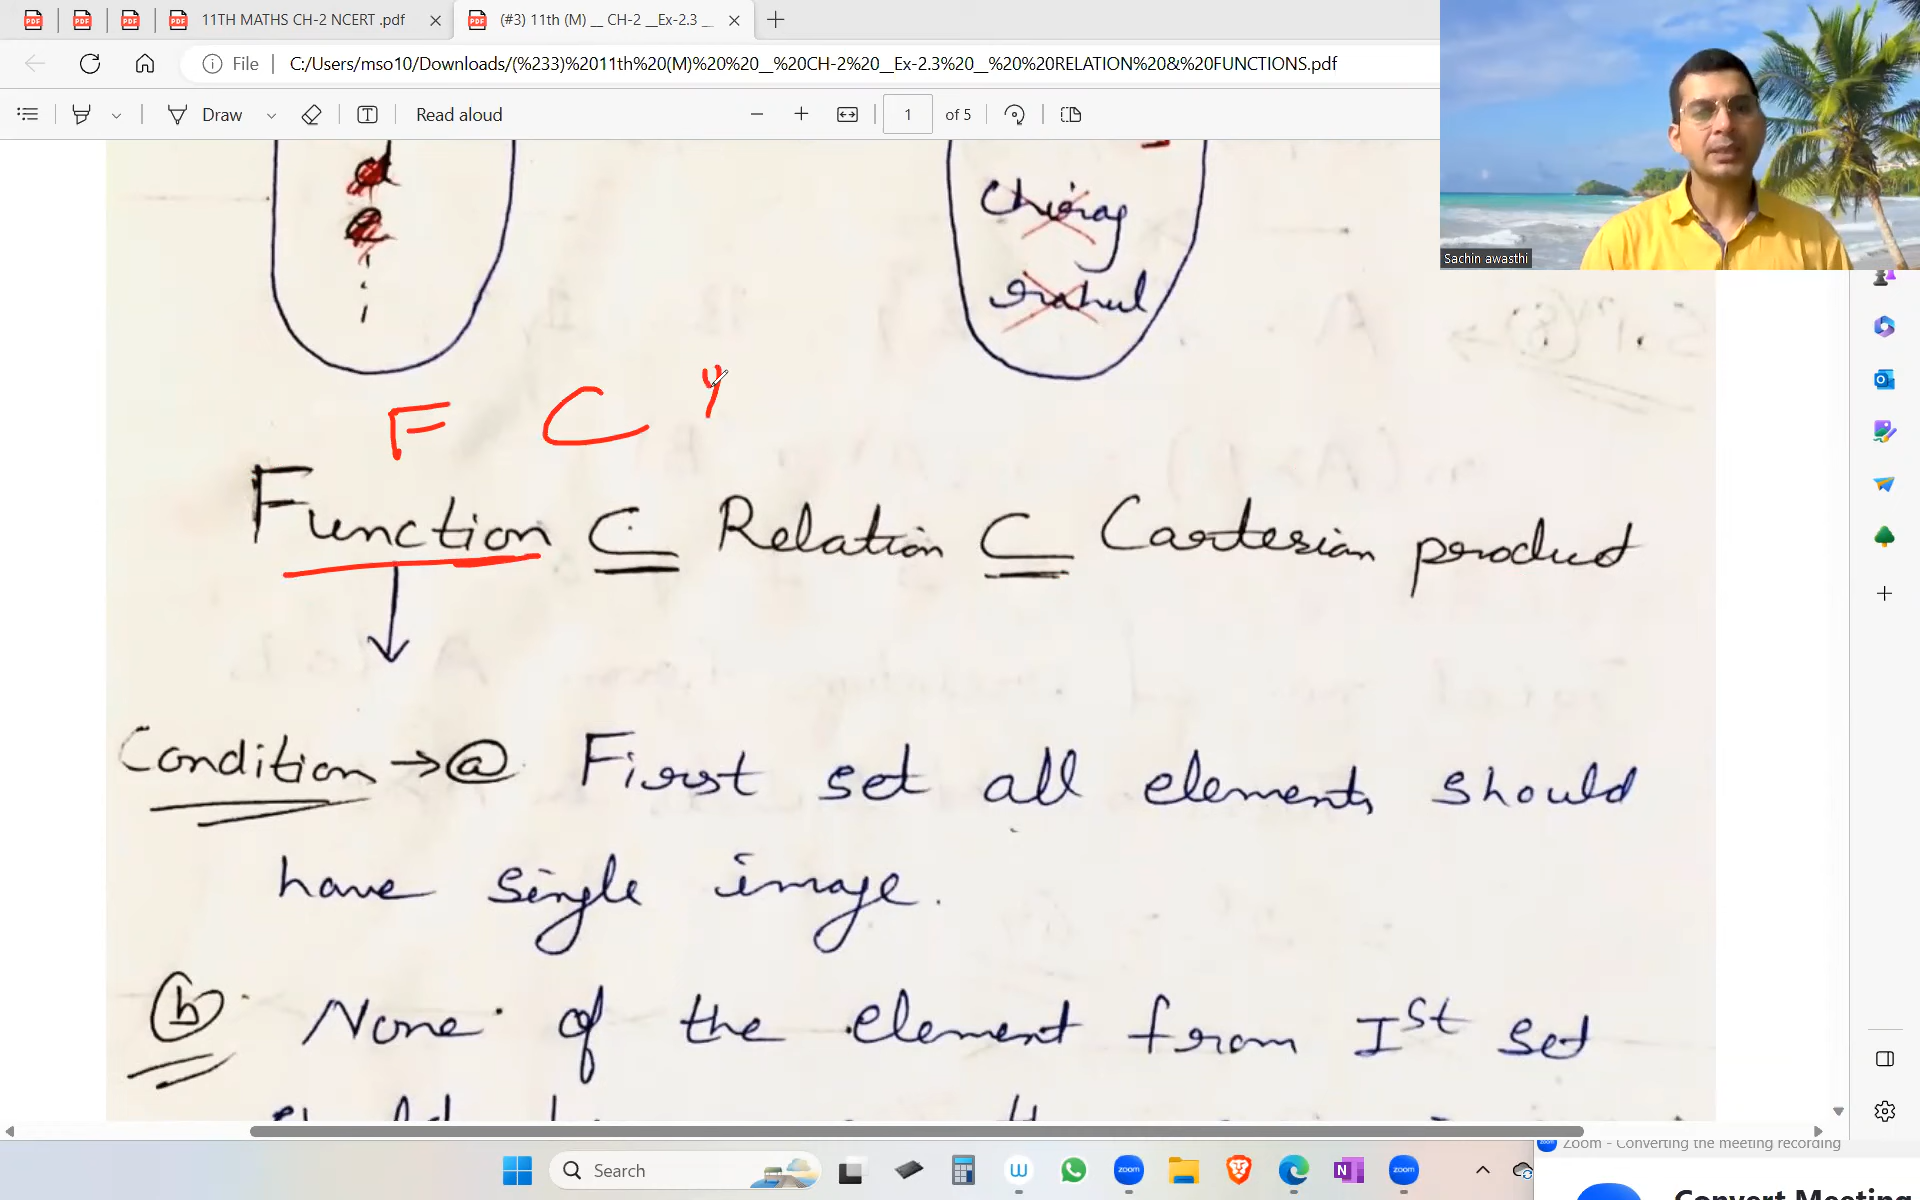 11TH MATHS CH-2 NCERT .pdf
(#3) 11th (M) __ CH-2 __Ex-2.3 __
File
C:/Users/mso10/Downloads/(%233)%2011th%20(M)%20%20__%20CH-2%20__Ex-2.3%20__%20%20RELATION%20&%20FUNCTIONS.pdf
Draw
Read aloud
1 of 5
Sachin awasthi
Chirag
Rahul
F C
Function ⊆ Relation ⊆ Cartesian product
Condition → ⓐ First set all elements should
have single image.
ⓑ None of the element from Ist set
Search
Zoom - Converting the meeting recording
Convert Meeting